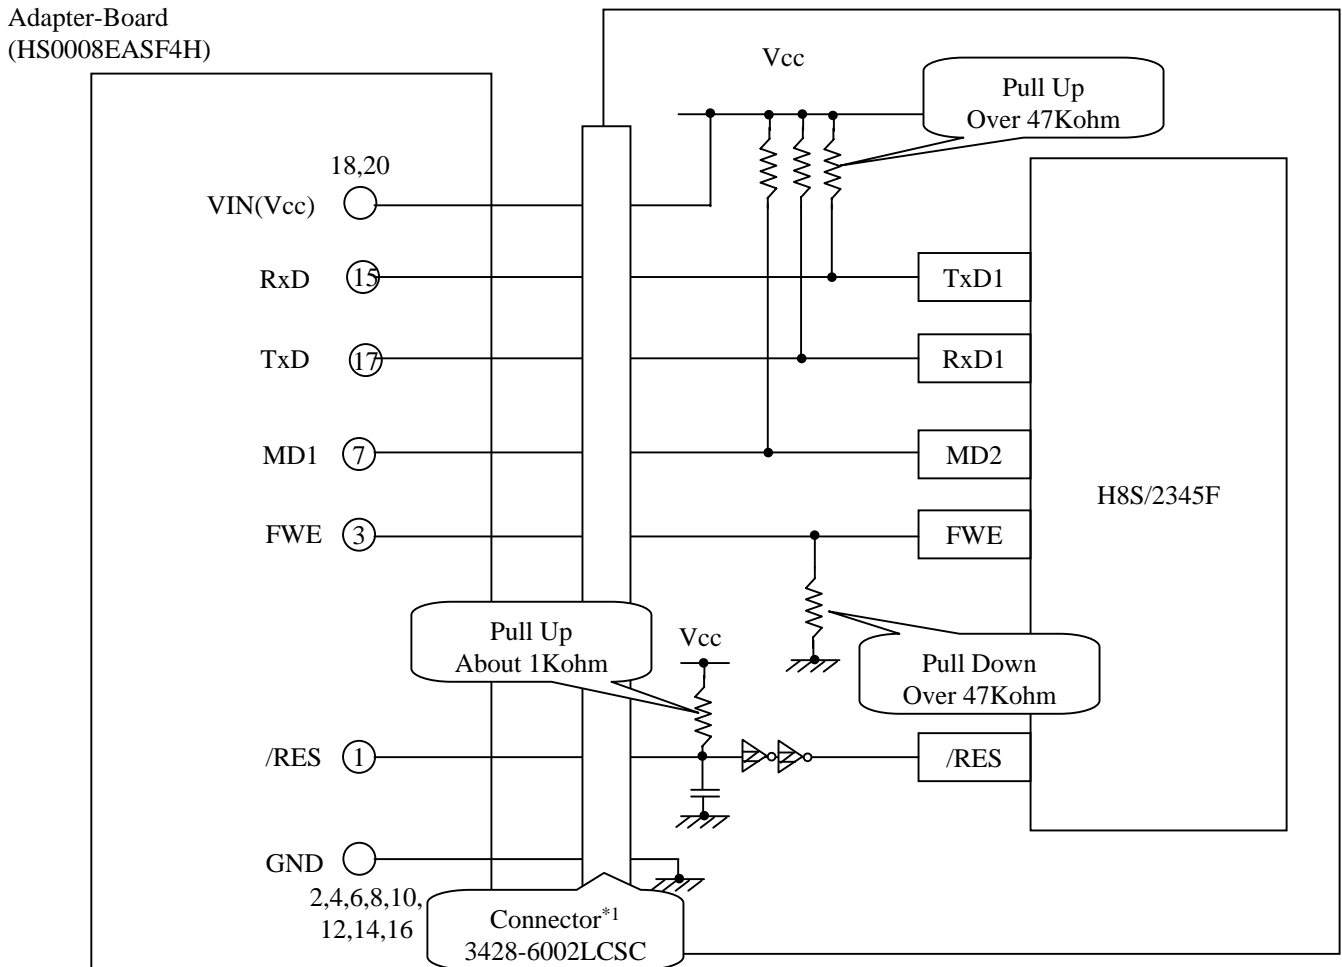 Adapter-Board
(HS0008EASF4H)
Vcc
Pull Up
Over 47Kohm
18,20
VIN(Vcc)
RxD
15
TxD1
TxD
17
RxD1
MD1
7
MD2
H8S/2345F
FWE
3
FWE
Pull Up
About 1Kohm
Vcc
Pull Down
Over 47Kohm
/RES
1
/RES
GND
2,4,6,8,10,
12,14,16
Connector*1
3428-6002LCSC